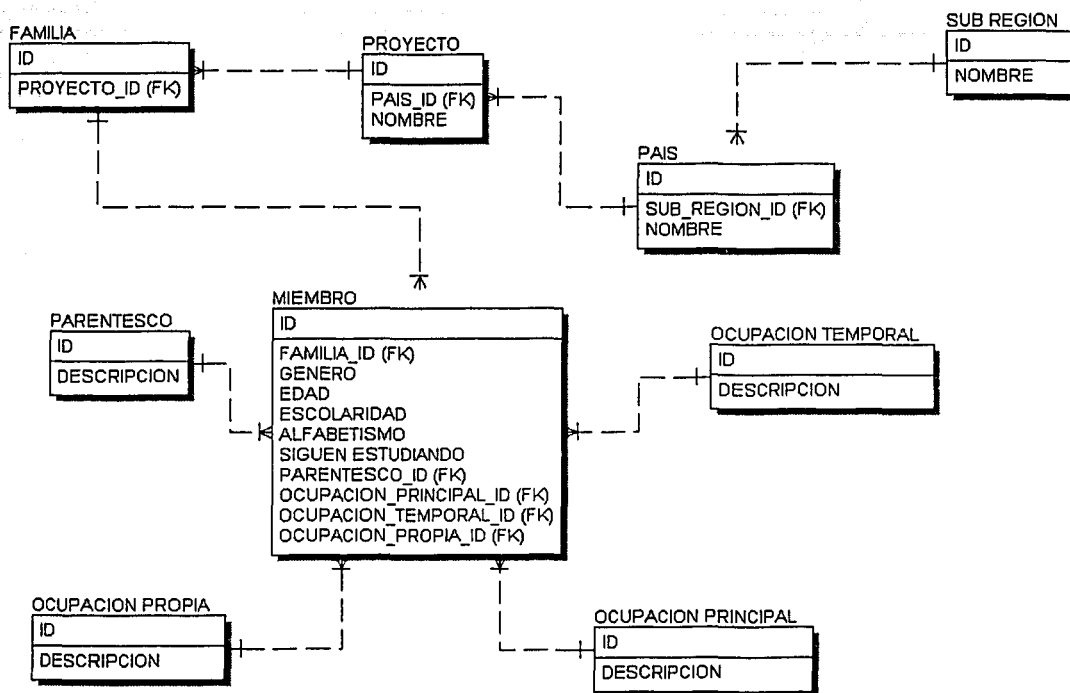 FAMILIA
ID
PROYECTO_ID (FK)
PROYECTO
ID
PAIS_ID (FK)
NOMBRE
SUB REGION
ID
NOMBRE
PAIS
ID
SUB_REGION_ID (FK)
NOMBRE
PARENTESCO
ID
DESCRIPCION
MIEMBRO
ID
FAMILIA_ID (FK)
GENERO
EDAD
ESCOLARIDAD
ALFABETISMO
SIGUEN ESTUDIANDO
PARENTESCO_ID (FK)
OCUPACION_PRINCIPAL_ID (FK)
OCUPACION_TEMPORAL_ID (FK)
OCUPACION_PROPIA_ID (FK)
OCUPACION TEMPORAL
ID
DESCRIPCION
OCUPACION PROPIA
ID
DESCRIPCION
OCUPACION PRINCIPAL
ID
DESCRIPCION